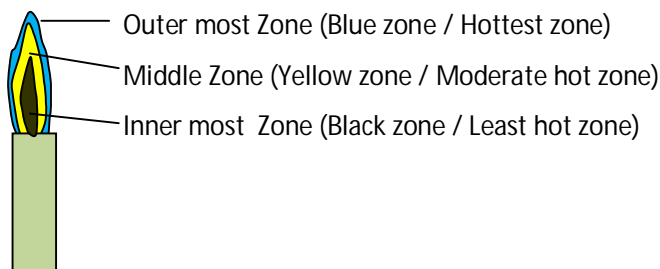 Outer most Zone (Blue zone / Hottest zone)
Middle Zone (Yellow zone / Moderate hot zone)
Inner most Zone (Black zone / Least hot zone)